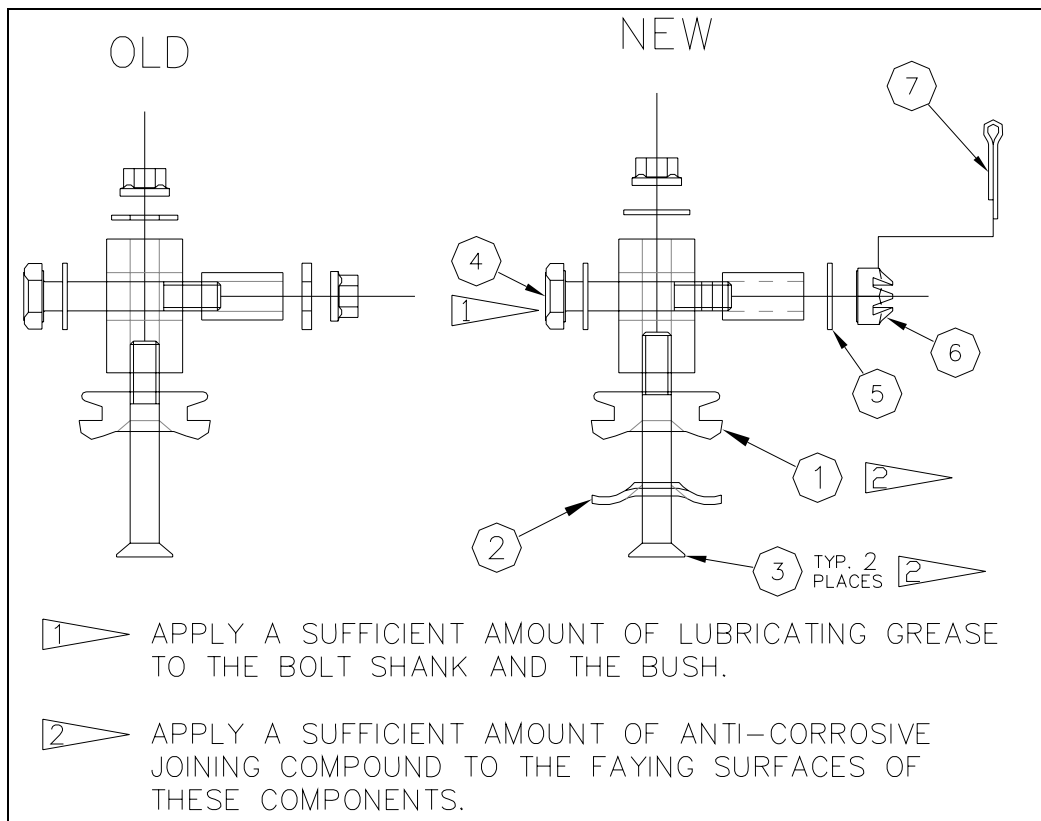 OLD
NEW
7
4
1
6
5
1
2
2
3
TYP. 2
PLACES
2
1
APPLY A SUFFICIENT AMOUNT OF LUBRICATING GREASE
TO THE BOLT SHANK AND THE BUSH.
2
APPLY A SUFFICIENT AMOUNT OF ANTI-CORROSIVE
JOINING COMPOUND TO THE FAYING SURFACES OF
THESE COMPONENTS.